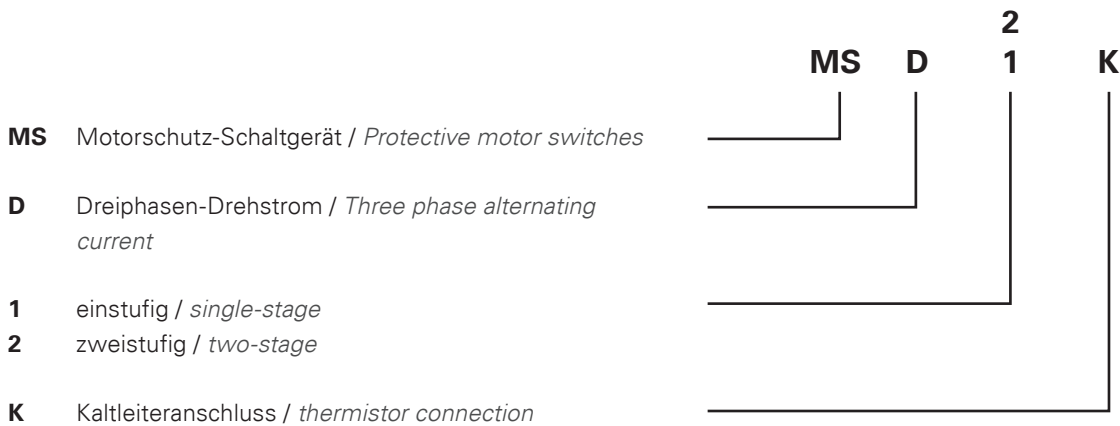 2
MS D 1 K
MS Motorschutz-Schaltgerät / Protective motor switches
D Dreiphasen-Drehstrom / Three phase alternating
current
1 einstufig / single-stage
2 zweistufig / two-stage
K Kaltleiteranschluss / thermistor connection